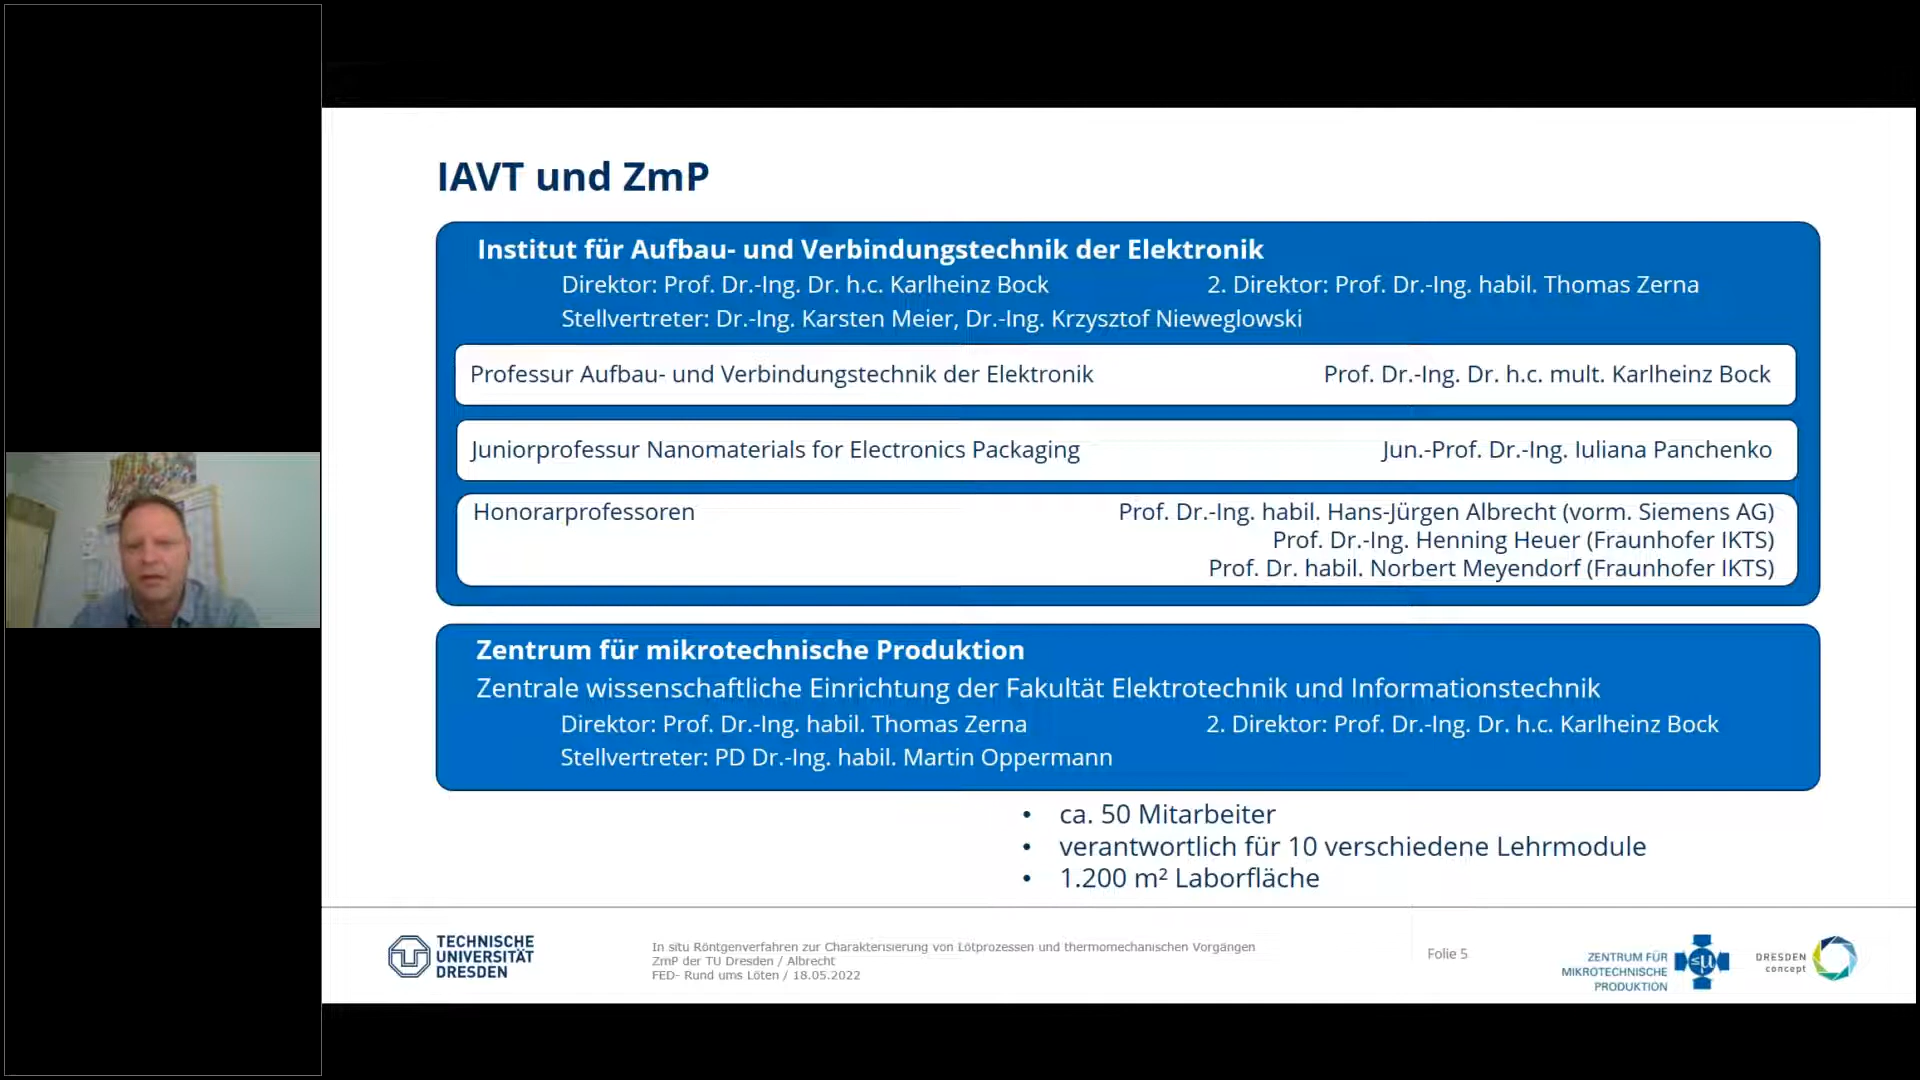 IAVT und ZmP
Institut für Aufbau- und Verbindungstechnik der Elektronik
Direktor: Prof. Dr.-Ing. Dr. h.c. Karlheinz Bock 2. Direktor: Prof. Dr.-Ing. habil. Thomas Zerna
Stellvertreter: Dr.-Ing. Karsten Meier, Dr.-Ing. Krzysztof Nieweglowski
Professur Aufbau- und Verbindungstechnik der Elektronik Prof. Dr.-Ing. Dr. h.c. mult. Karlheinz Bock
Juniorprofessur Nanomaterials for Electronics Packaging Jun.-Prof. Dr.-Ing. Iuliana Panchenko
Honorarprofessoren Prof. Dr.-Ing. habil. Hans-Jürgen Albrecht (vorm. Siemens AG)
Prof. Dr.-Ing. Henning Heuer (Fraunhofer IKTS)
Prof. Dr. habil. Norbert Meyendorf (Fraunhofer IKTS)
Zentrum für mikrotechnische Produktion
Zentrale wissenschaftliche Einrichtung der Fakultät Elektrotechnik und Informationstechnik
Direktor: Prof. Dr.-Ing. habil. Thomas Zerna 2. Direktor: Prof. Dr.-Ing. Dr. h.c. Karlheinz Bock
Stellvertreter: PD Dr.-Ing. habil. Martin Oppermann
• ca. 50 Mitarbeiter
• verantwortlich für 10 verschiedene Lehrmodule
• 1.200 m² Laborfläche
TECHNISCHE
UNIVERSITÄT
DRESDEN
In situ Röntgenverfahren zur Charakterisierung von Lötprozessen und thermomechanischen Vorgängen
ZmP der TU Dresden / Albrecht
FED- Rund ums Löten / 18.05.2022
Folie 5
ZENTRUM FÜR
MIKROTECHNISCHE
PRODUKTION
sµ
DRESDEN
concept